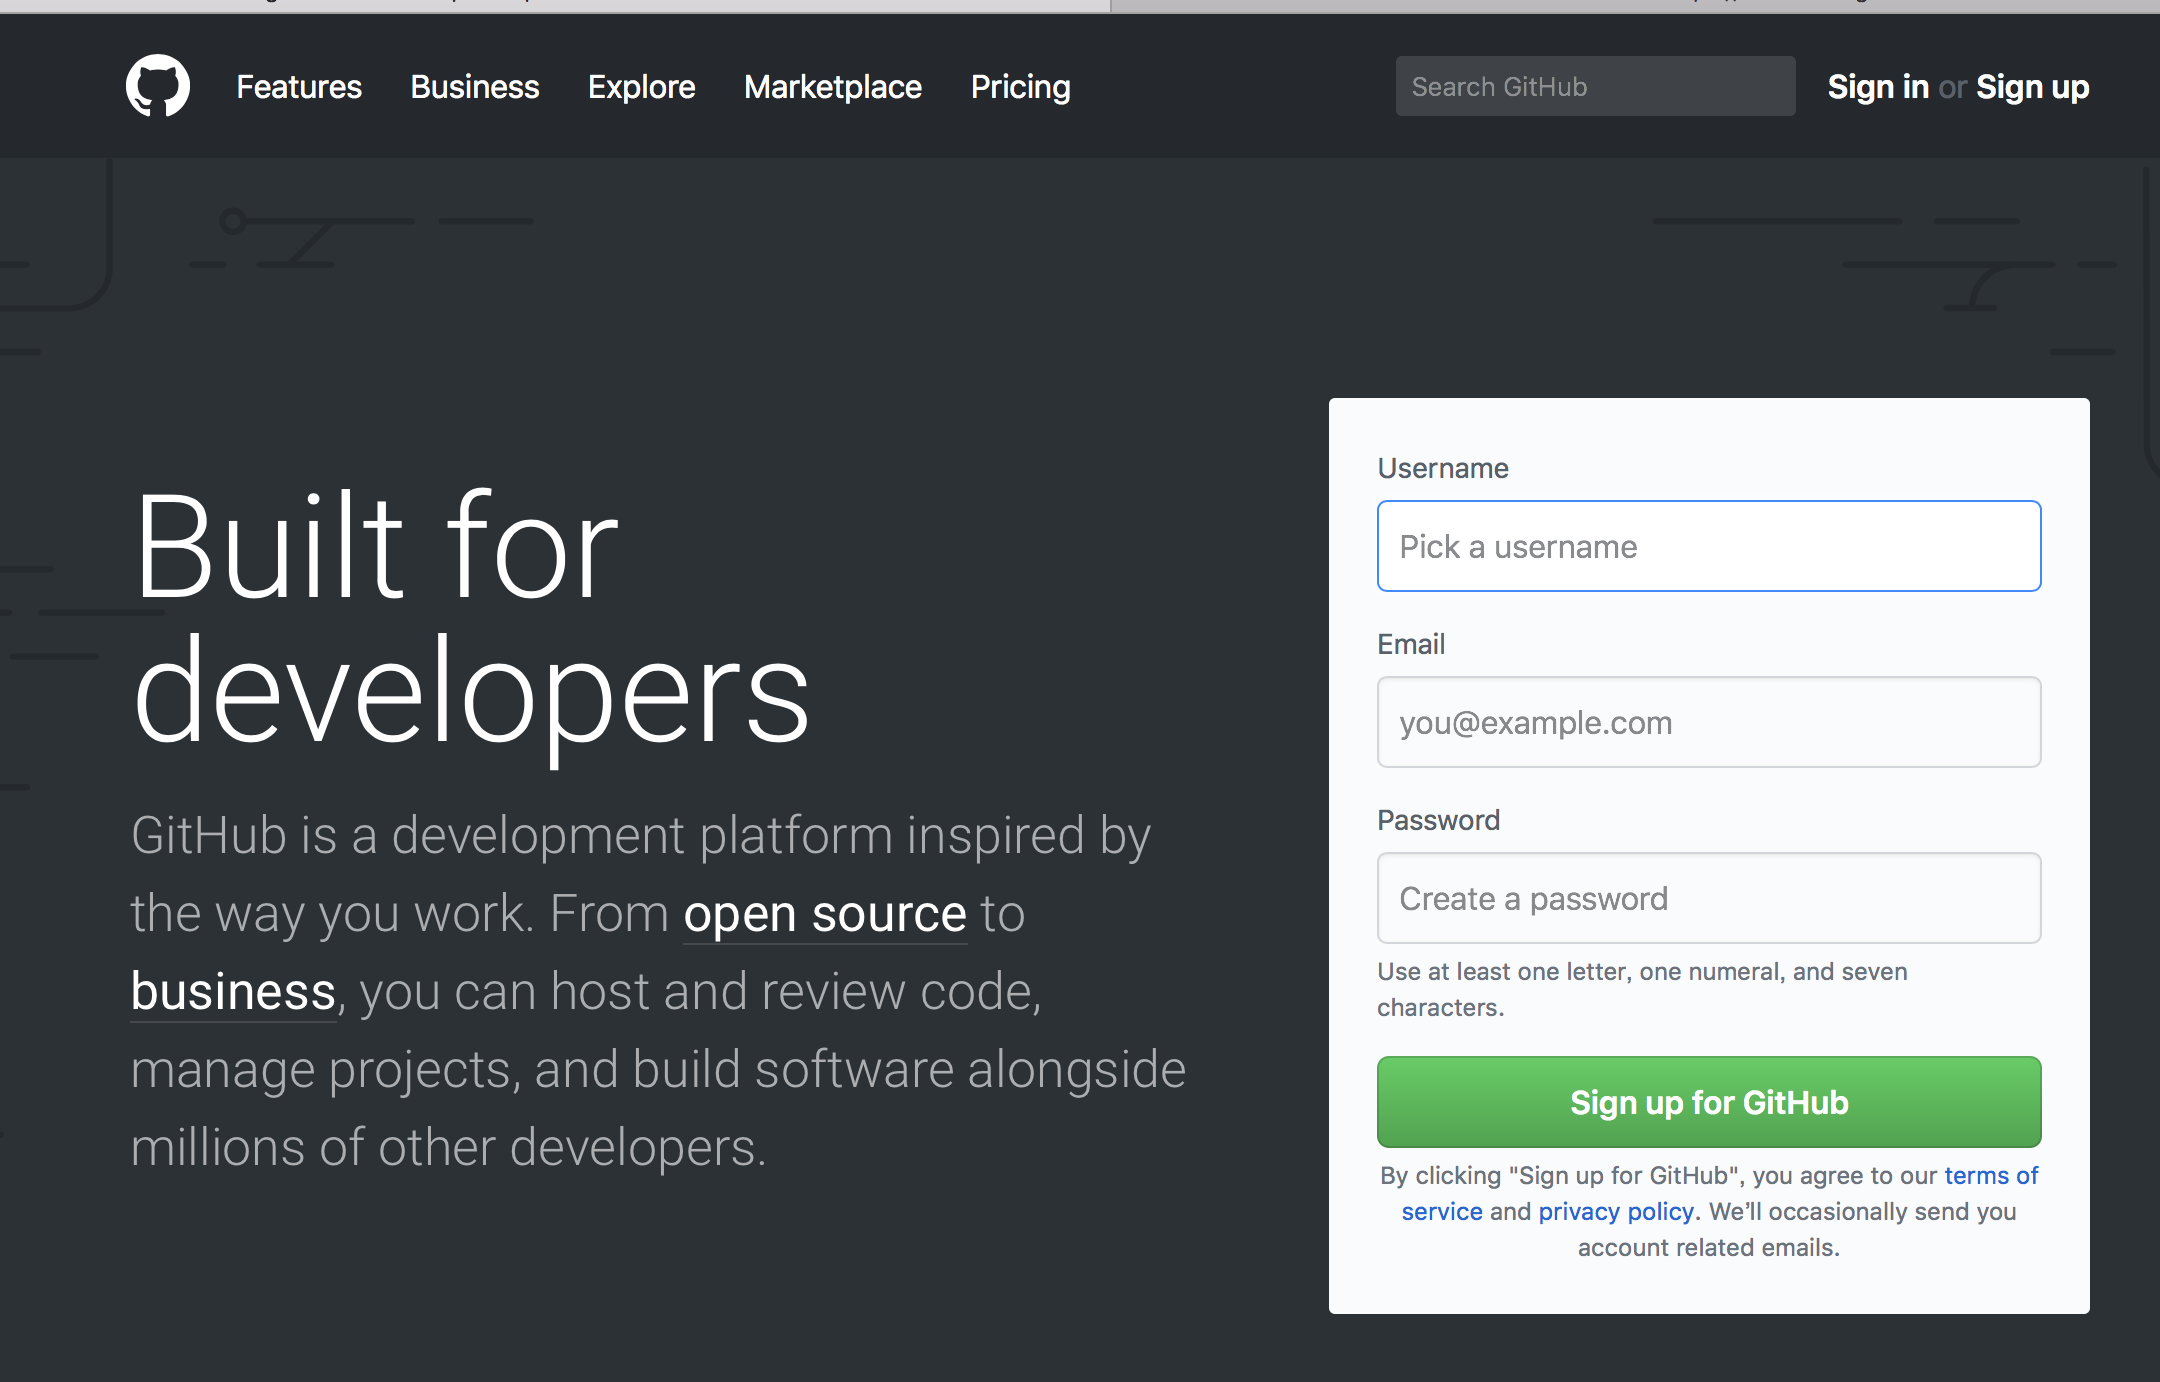 Features Business Explore Marketplace Pricing Search GitHub Sign in or Sign up
Built for
developers
GitHub is a development platform inspired by
the way you work. From open source to
business, you can host and review code,
manage projects, and build software alongside
millions of other developers.
Username
Pick a username
Email
you@example.com
Password
Create a password
Use at least one letter, one numeral, and seven
characters.
Sign up for GitHub
By clicking "Sign up for GitHub", you agree to our terms of
service and privacy policy. We’ll occasionally send you
account related emails.